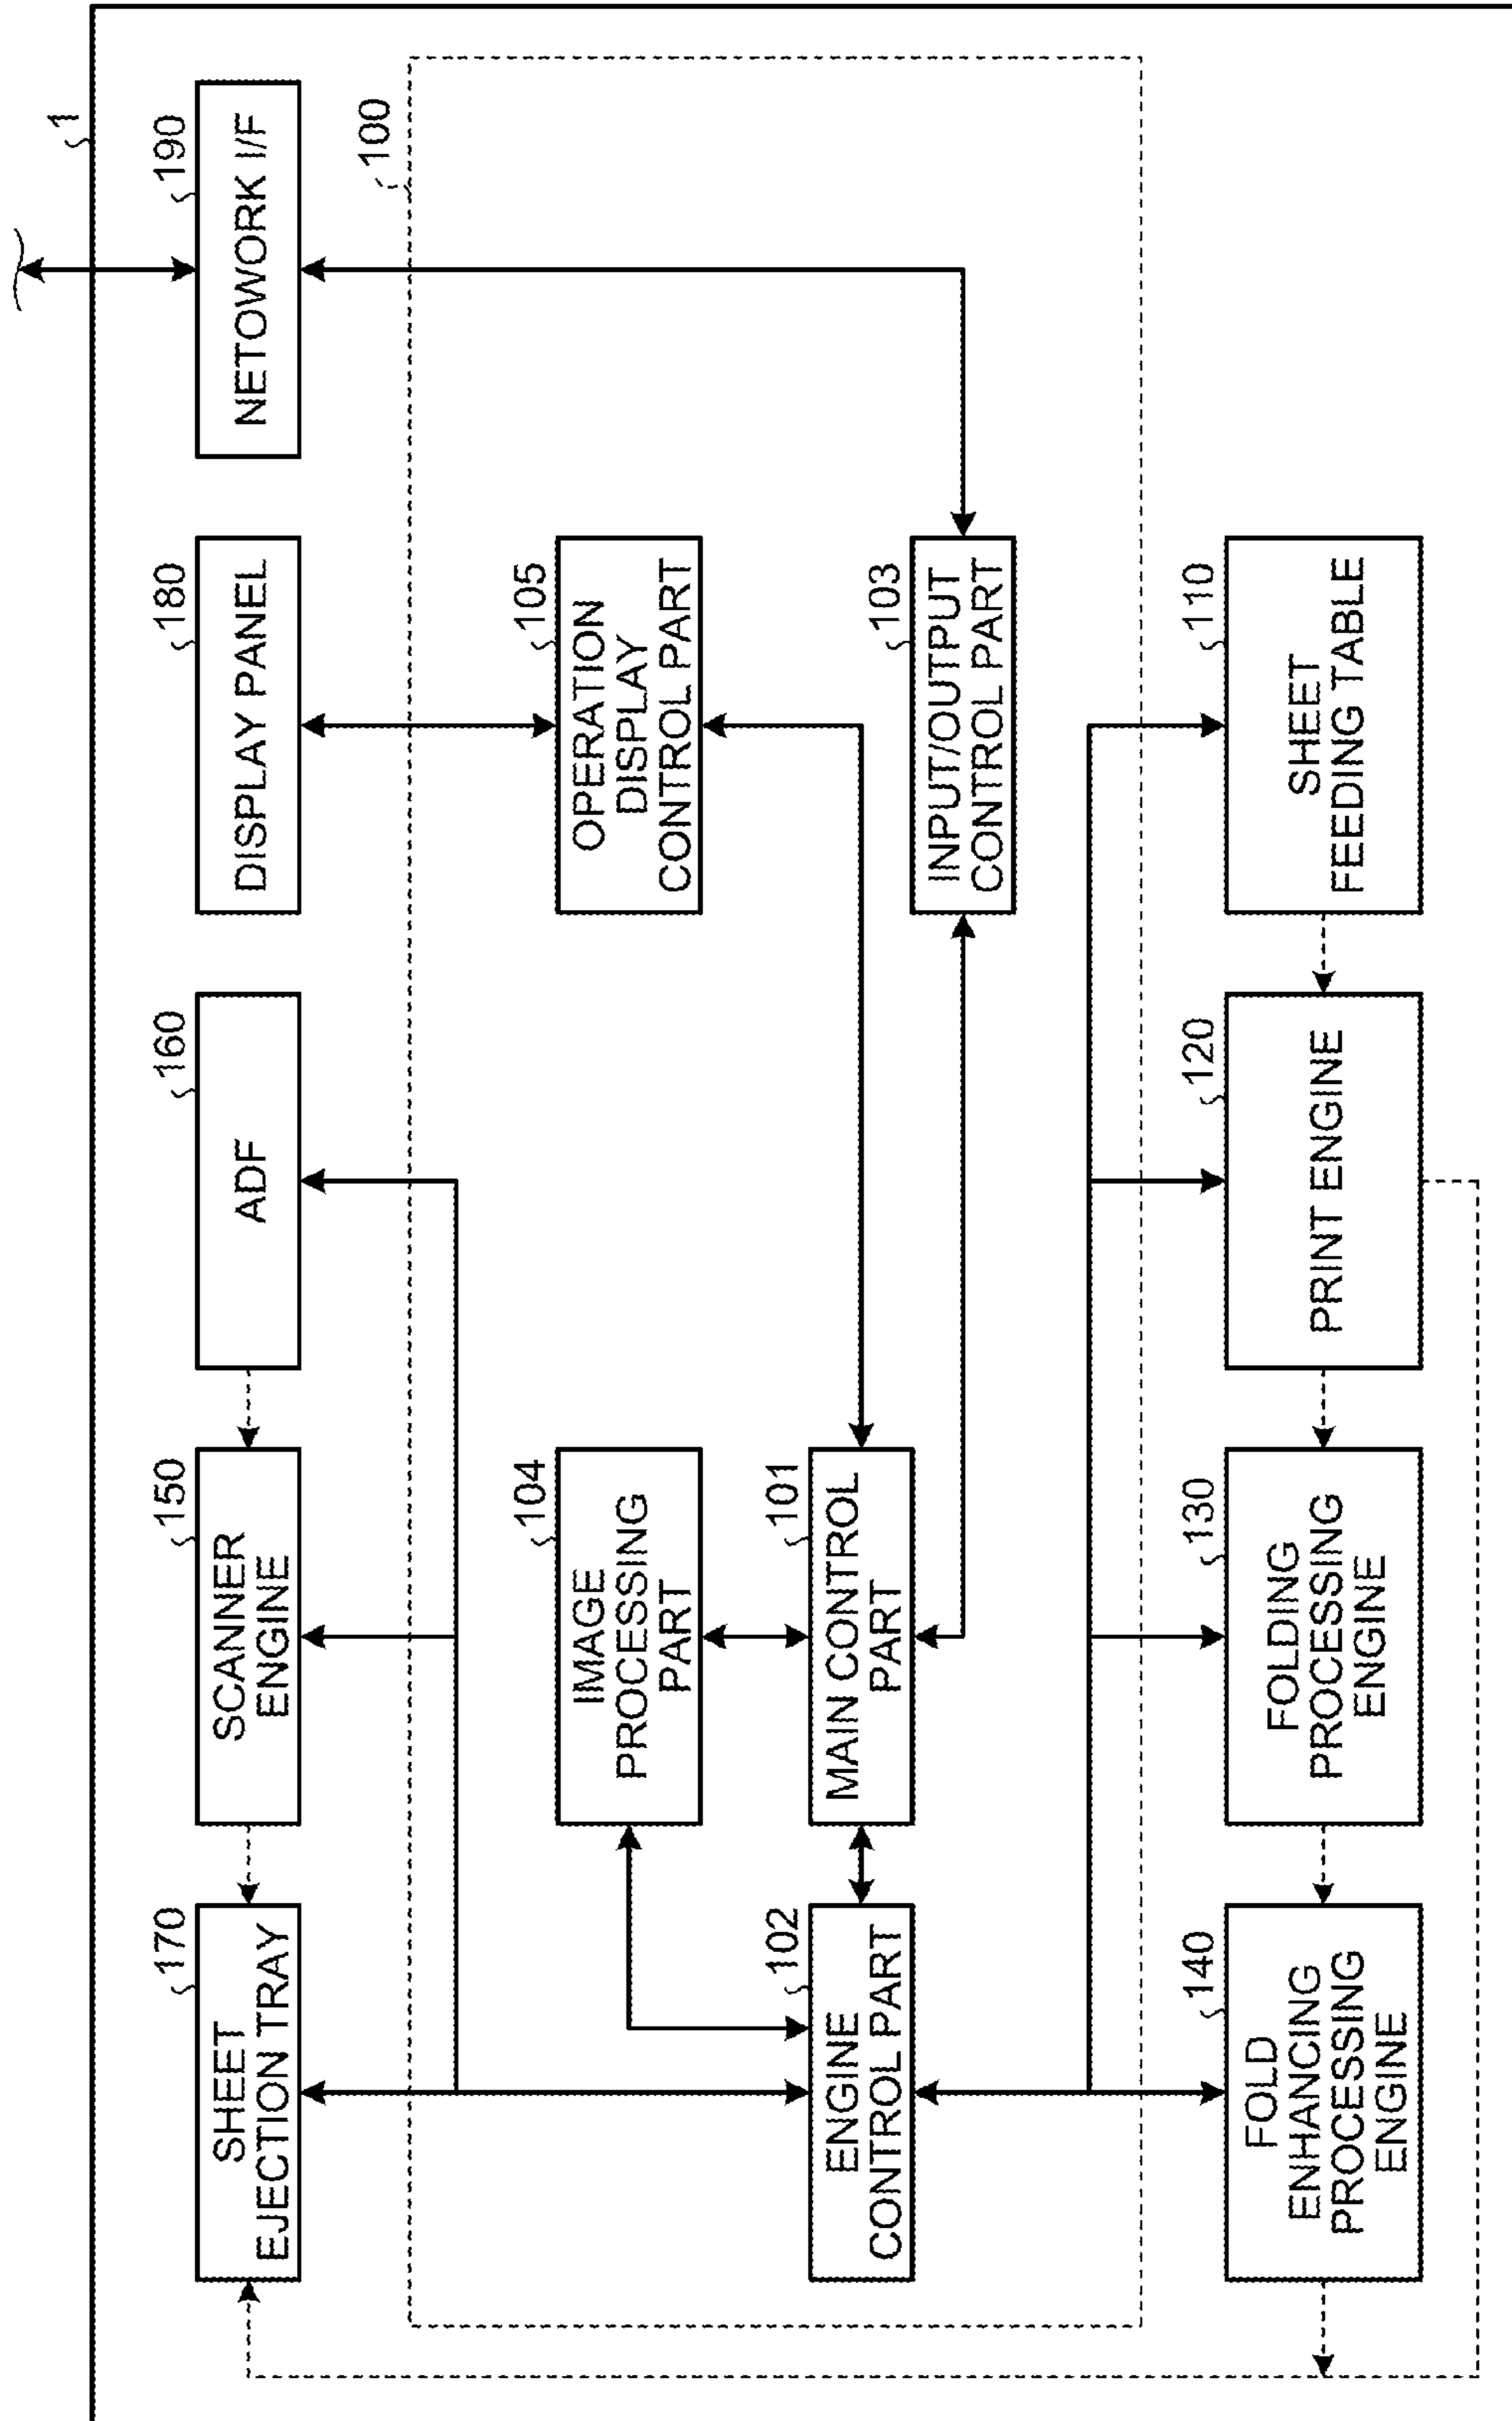 1
170
SHEET
EJECTION TRAY
150
SCANNER
ENGINE
160
ADF
180
DISPLAY PANEL
190
NETOWORK I/F
100
104
IMAGE
PROCESSING
PART
105
OPERATION
DISPLAY
CONTROL PART
102
ENGINE
CONTROL PART
101
MAIN CONTROL
PART
103
INPUT/OUTPUT
CONTROL PART
140
FOLD
ENHANCING
PROCESSING
ENGINE
130
FOLDING
PROCESSING
ENGINE
120
PRINT ENGINE
110
SHEET
FEEDING TABLE